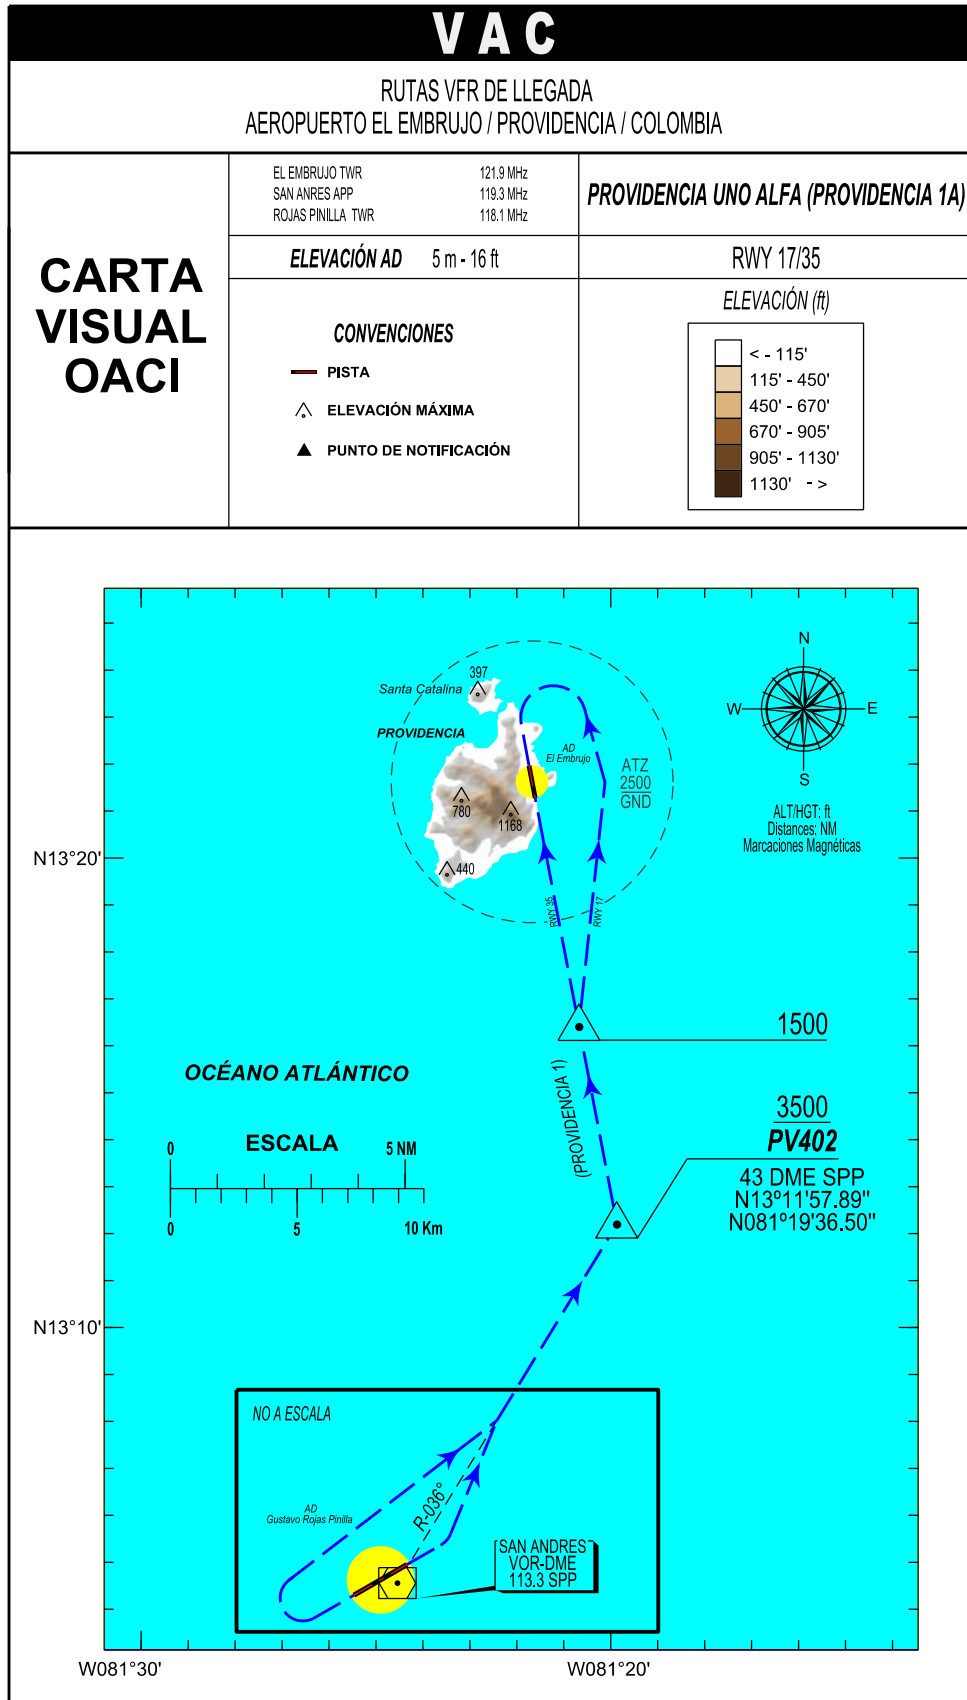 VAC
RUTAS VFR DE LLEGADA
AEROPUERTO EL EMBRUJO / PROVIDENCIA / COLOMBIA
CARTA
VISUAL
OACI
EL EMBRUJO TWR 121.9 MHz
SAN ANRES APP 119.3 MHz
ROJAS PINILLA TWR 118.1 MHz
ELEVACIÓN AD 5 m - 16 ft
CONVENCIONES
PISTA
ELEVACIÓN MÁXIMA
PUNTO DE NOTIFICACIÓN
PROVIDENCIA UNO ALFA (PROVIDENCIA 1A)
RWY 17/35
ELEVACIÓN (ft)
< - 115'
115' - 450'
450' - 670'
670' - 905'
905' - 1130'
1130' - >
397
Santa Catalina
PROVIDENCIA
AD
El Embrujo
780
1168
440
ATZ
2500
GND
N
W
E
S
ALT/HGT: ft
Distances: NM
Marcaciones Magnéticas
N13°20'
RWY 35
RWY 17
1500
OCÉANO ATLÁNTICO
(PROVIDENCIA 1)
3500
PV402
43 DME SPP
N13º11'57.89"
N081º19'36.50"
0 ESCALA 5 NM
0 5 10 Km
N13°10'
NO A ESCALA
R-036°
AD
Gustavo Rojas Pinilla
SAN ANDRES
VOR-DME
113.3 SPP
W081°30'
W081°20'